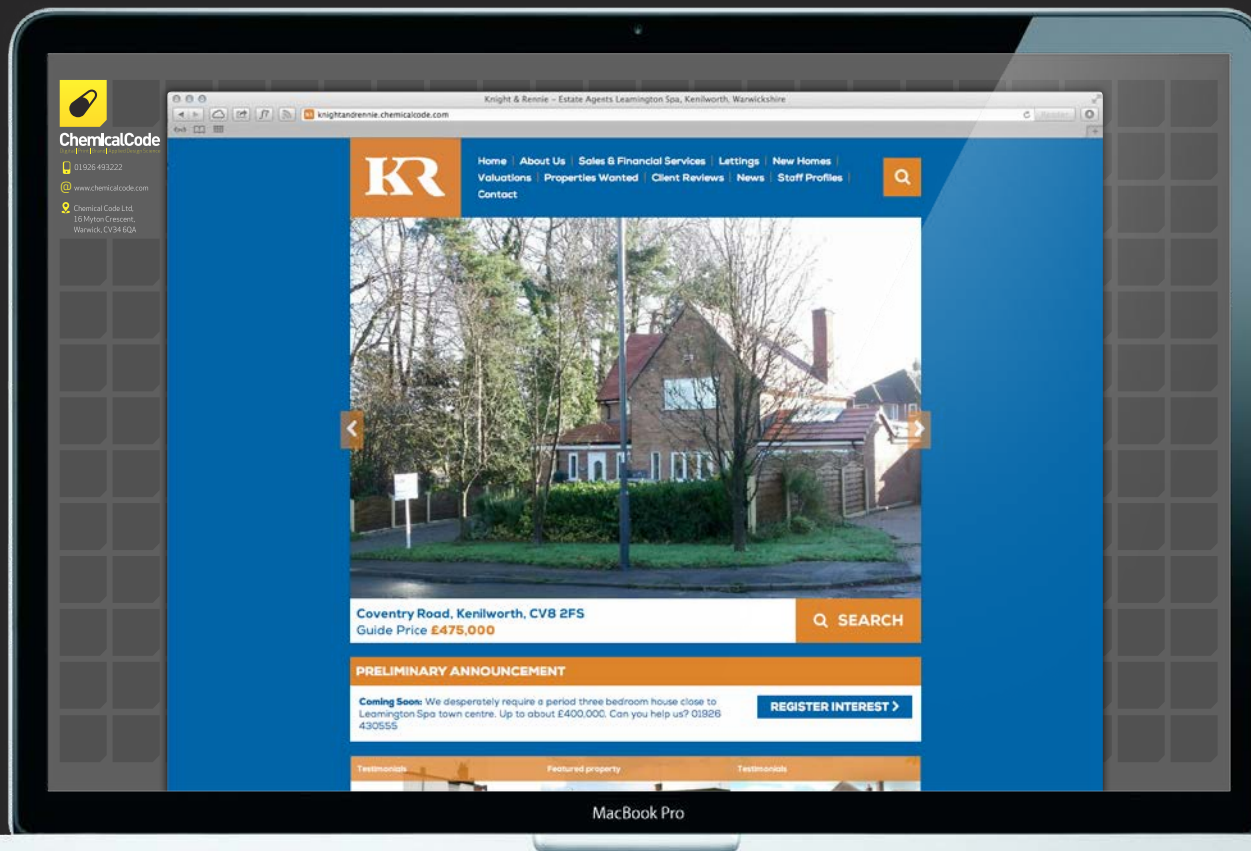 ChemicalCode
01926 493222
www.chemicalcode.com
Chemical Code Ltd,
16 Myton Crescent,
Warwick, CV34 6QA
Knight & Rennie – Estate Agents Leamington Spa, Kenilworth, Warwickshire
knightandrennie.chemicalcode.com
Reader
KR
Home | About Us | Sales & Financial Services | Lettings | New Homes |
Valuations | Properties Wanted | Client Reviews | News | Staff Profiles |
Contact
Coventry Road, Kenilworth, CV8 2FS
Guide Price £475,000
SEARCH
PRELIMINARY ANNOUNCEMENT
Coming Soon: We desperately require a period three bedroom house close to
Leamington Spa town centre. Up to about £400,000. Can you help us? 01926
430555
REGISTER INTEREST >
Testimonials
Featured property
Testimonials
MacBook Pro